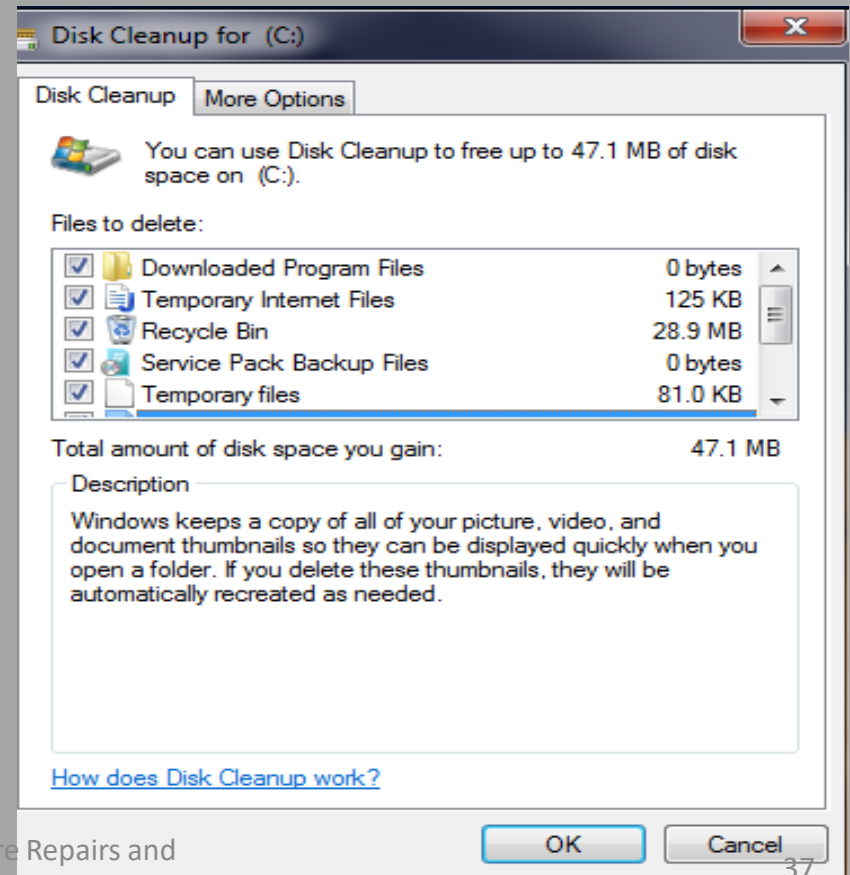 Disk Cleanup for (C:)
Disk Cleanup More Options
You can use Disk Cleanup to free up to 47.1 MB of disk
space on (C:).
Files to delete:
Downloaded Program Files 0 bytes
Temporary Internet Files 125 KB
Recycle Bin 28.9 MB
Service Pack Backup Files 0 bytes
Temporary files 81.0 KB
Total amount of disk space you gain: 47.1 MB
Description
Windows keeps a copy of all of your picture, video, and
document thumbnails so they can be displayed quickly when you
open a folder. If you delete these thumbnails, they will be
automatically recreated as needed.
How does Disk Cleanup work?
OK Cancel
Repairs and
37